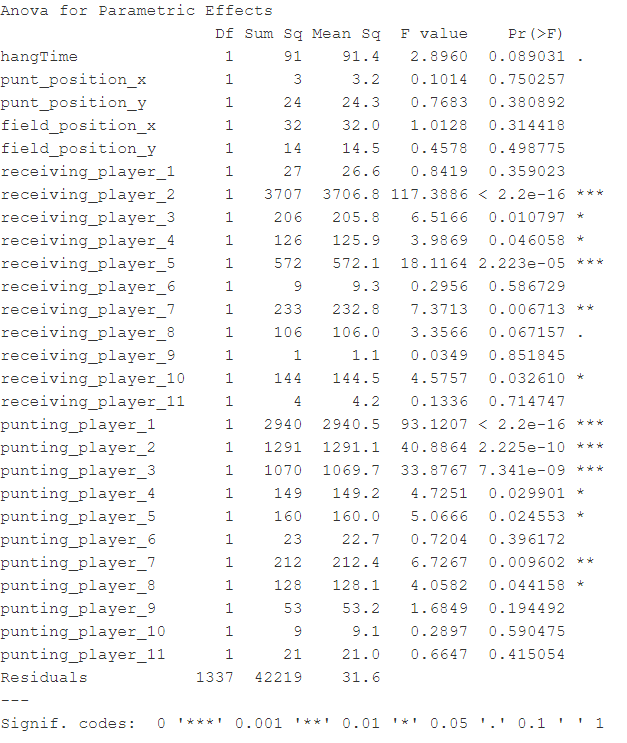 Anova for Parametric Effects
Df Sum Sq Mean Sq F value Pr(>F)
hangTime 1 91 91.4 2.8960 0.089031 .
punt_position_x 1 3 3.2 0.1014 0.750257
punt_position_y 1 24 24.3 0.7683 0.380892
field_position_x 1 32 32.0 1.0128 0.314418
field_position_y 1 14 14.5 0.4578 0.498775
receiving_player_1 1 27 26.6 0.8419 0.359023
receiving_player_2 1 3707 3706.8 117.3886 < 2.2e-16 ***
receiving_player_3 1 206 205.8 6.5166 0.010797 *
receiving_player_4 1 126 125.9 3.9869 0.046058 *
receiving_player_5 1 572 572.1 18.1164 2.223e-05 ***
receiving_player_6 1 9 9.3 0.2956 0.586729
receiving_player_7 1 233 232.8 7.3713 0.006713 **
receiving_player_8 1 106 106.0 3.3566 0.067157 .
receiving_player_9 1 1 1.1 0.0349 0.851845
receiving_player_10 1 144 144.5 4.5757 0.032610 *
receiving_player_11 1 4 4.2 0.1336 0.714747
punting_player_1 1 2940 2940.5 93.1207 < 2.2e-16 ***
punting_player_2 1 1291 1291.1 40.8864 2.225e-10 ***
punting_player_3 1 1070 1069.7 33.8767 7.341e-09 ***
punting_player_4 1 149 149.2 4.7251 0.029901 *
punting_player_5 1 160 160.0 5.0666 0.024553 *
punting_player_6 1 23 22.7 0.7204 0.396172
punting_player_7 1 212 212.4 6.7267 0.009602 **
punting_player_8 1 128 128.1 4.0582 0.044158 *
punting_player_9 1 53 53.2 1.6849 0.194492
punting_player_10 1 9 9.1 0.2897 0.590475
punting_player_11 1 21 21.0 0.6647 0.415054
Residuals 1337 42219 31.6
---
Signif. codes: 0 '***' 0.001 '**' 0.01 '*' 0.05 '.' 0.1 ' ' 1